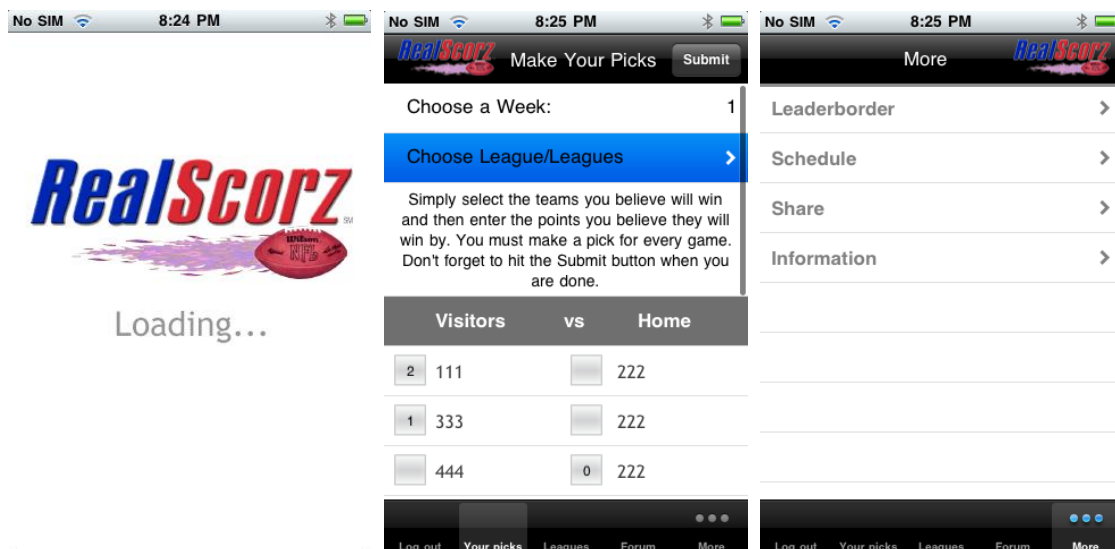 No SIM 8:24 PM
RealScorz
SM
Wilson
NFL
Loading...
No SIM 8:25 PM
RealScorz Make Your Picks Submit
Choose a Week: 1
Choose League/Leagues
Simply select the teams you believe will win
and then enter the points you believe they will
win by. You must make a pick for every game.
Don't forget to hit the Submit button when you
are done.
Visitors vs Home
2 111 222
1 333 222
444 0 222
Log out Your picks Leagues Forum More
No SIM 8:25 PM
More RealScorz
Leaderborder
Schedule
Share
Information
Log out Your picks Leagues Forum More